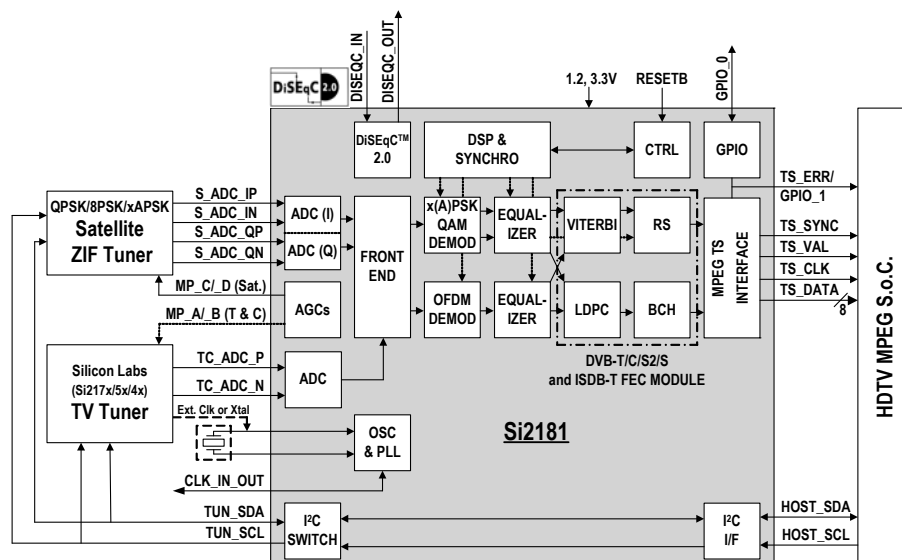 DiSEqC 2.0
DISEQC_IN
DISEQC_OUT
1.2, 3.3V
RESETB
GPIO_0
DiSEqC™
2.0
DSP &
SYNCHRO
CTRL
GPIO
TS_ERR/
GPIO_1
QPSK/8PSK/xAPSK
Satellite
ZIF Tuner
S_ADC_IP
S_ADC_IN
S_ADC_QP
S_ADC_QN
ADC (I)
ADC (Q)
FRONT
END
x(A)PSK
QAM
DEMOD
EQUAL-
IZER
VITERBI
RS
MPEG TS
INTERFACE
TS_SYNC
TS_VAL
TS_CLK
TS_DATA
8
HDTV MPEG S.o.C.
MP_C/_D (Sat.)
AGCs
OFDM
DEMOD
EQUAL-
IZER
LDPC
BCH
MP_A/_B (T & C)
DVB-T/C/S2/S
and ISDB-T FEC MODULE
Silicon Labs
(Si217x/5x/4x)
TV Tuner
TC_ADC_P
TC_ADC_N
ADC
Ext. Clk or Xtal
OSC
& PLL
Si2181
CLK_IN_OUT
TUN_SDA
TUN_SCL
I²C
SWITCH
I²C
I/F
HOST_SDA
HOST_SCL